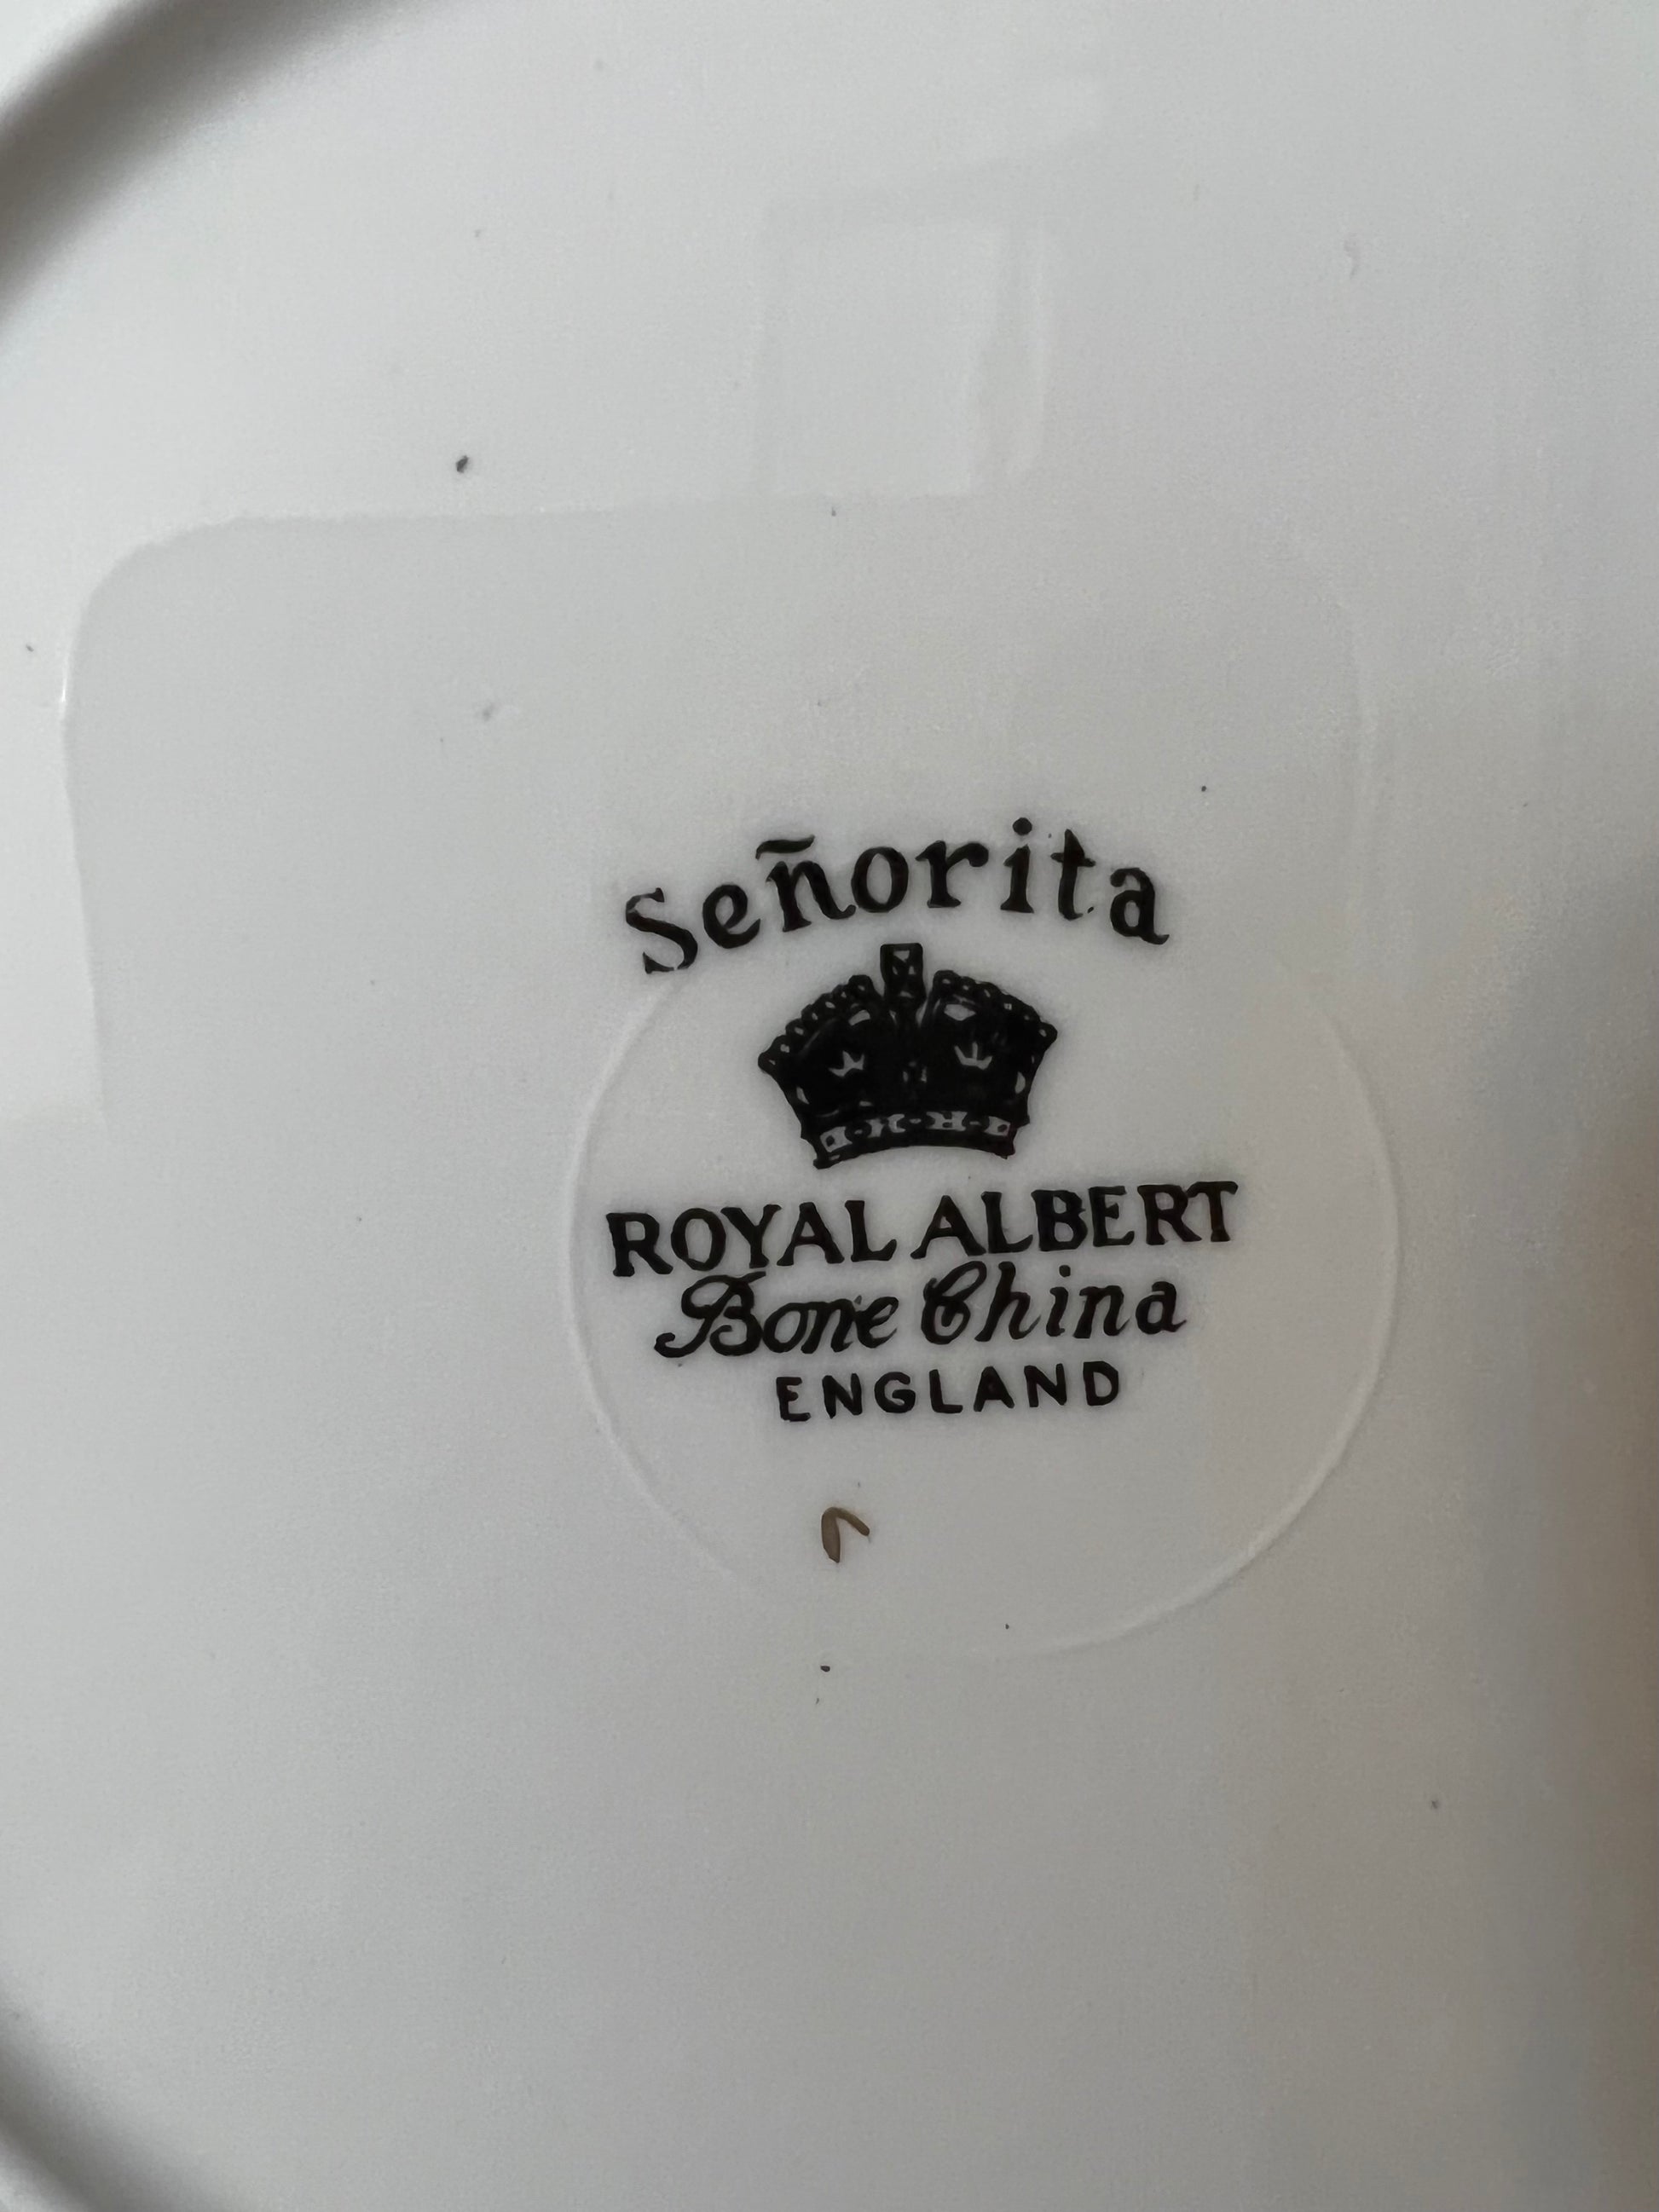 Señorita
ROYAL ALBERT
Bone China
ENGLAND